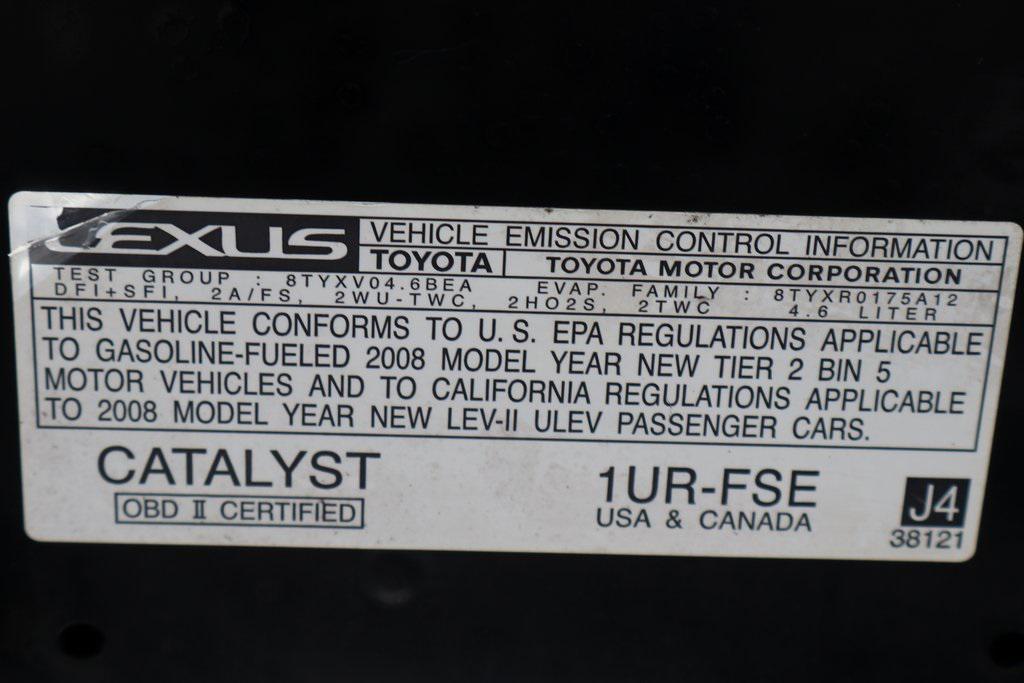 LEXUS
VEHICLE EMISSION CONTROL INFORMATION
TOYOTA TOYOTA MOTOR CORPORATION
TEST GROUP : 8TYXV04.6BEA EVAP. FAMILY : 8TYXR0175A12
DFI+SFI, 2A/FS, 2WU-TWC, 2HO2S, 2TWC 4.6 LITER
THIS VEHICLE CONFORMS TO U.S. EPA REGULATIONS APPLICABLE
TO GASOLINE-FUELED 2008 MODEL YEAR NEW TIER 2 BIN 5
MOTOR VEHICLES AND TO CALIFORNIA REGULATIONS APPLICABLE
TO 2008 MODEL YEAR NEW LEV-II ULEV PASSENGER CARS.
CATALYST
OBD II CERTIFIED
1UR-FSE
USA & CANADA
J4
38121